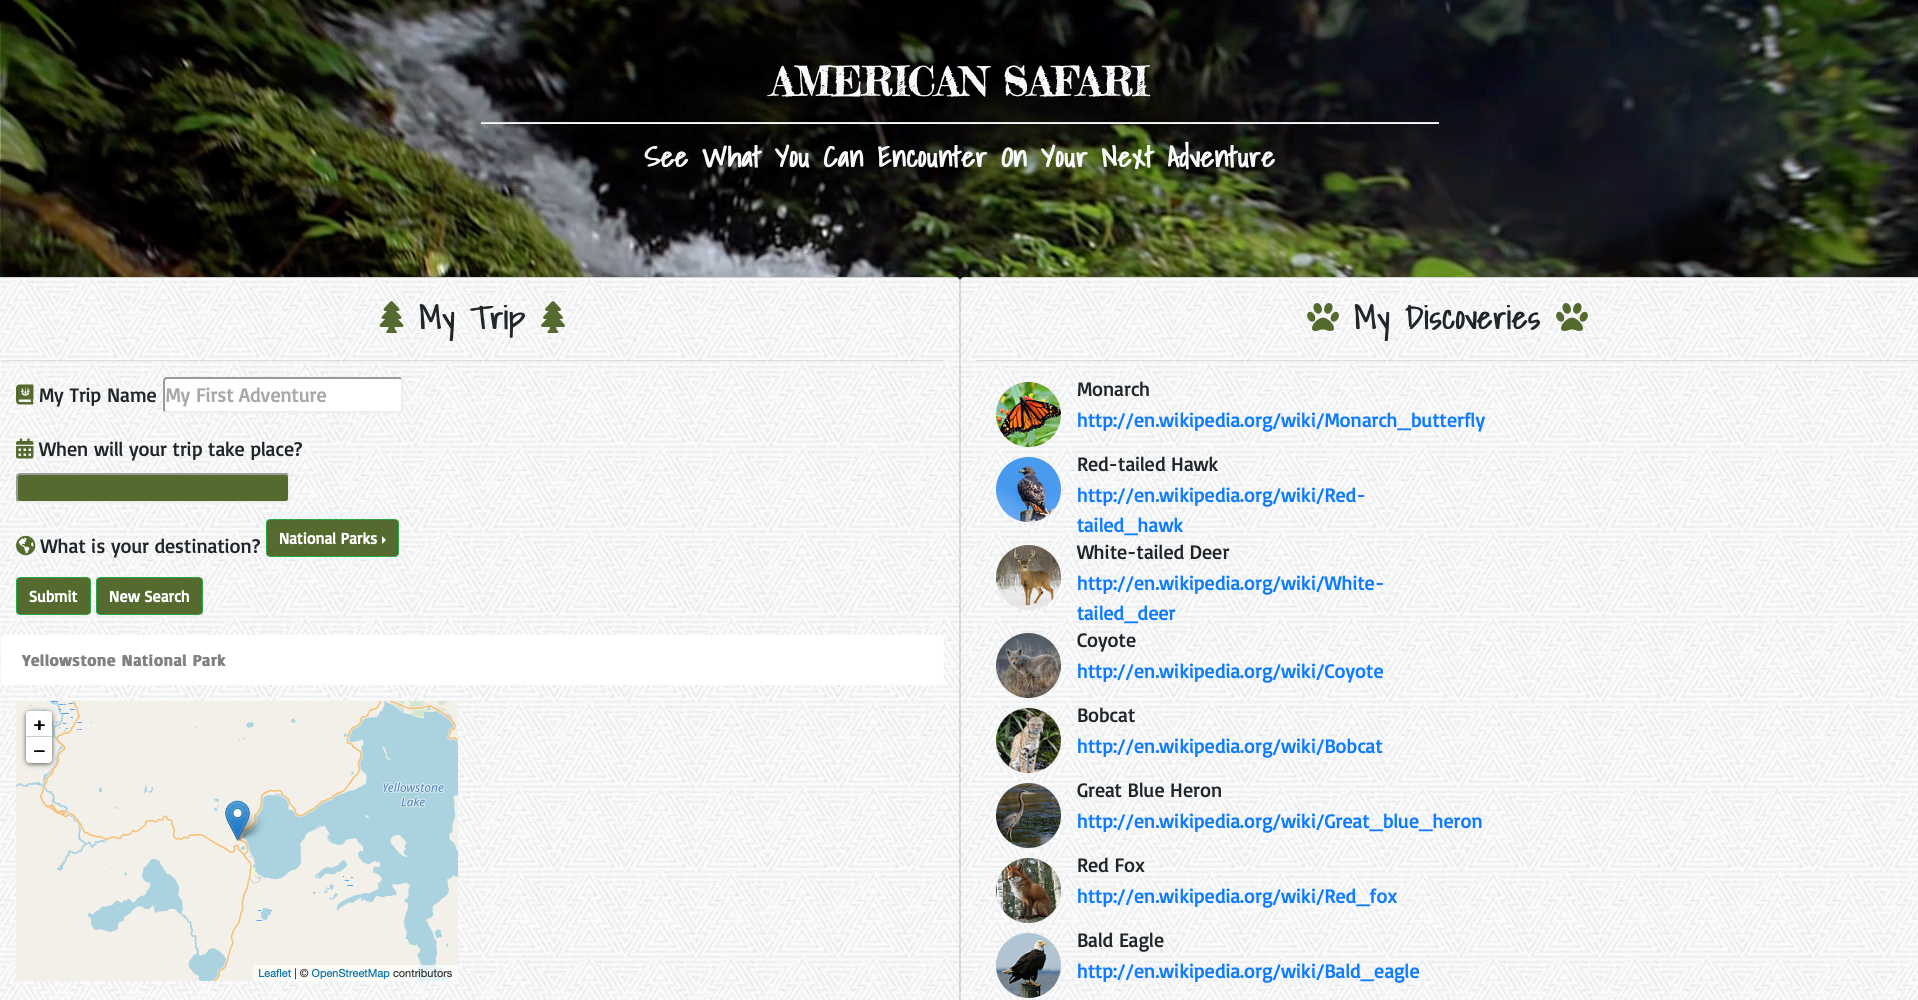 AMERICAN SAFARI
See What You Can Encounter On Your Next Adventure
My Trip
My Trip Name My First Adventure
When will your trip take place?
What is your destination? National Parks
Submit New Search
Yellowstone National Park
+
−
Yellowstone
Lake
Leaflet | © OpenStreetMap contributors
My Discoveries
Monarch
http://en.wikipedia.org/wiki/Monarch_butterfly
Red-tailed Hawk
http://en.wikipedia.org/wiki/Red-
tailed_hawk
White-tailed Deer
http://en.wikipedia.org/wiki/White-
tailed_deer
Coyote
http://en.wikipedia.org/wiki/Coyote
Bobcat
http://en.wikipedia.org/wiki/Bobcat
Great Blue Heron
http://en.wikipedia.org/wiki/Great_blue_heron
Red Fox
http://en.wikipedia.org/wiki/Red_fox
Bald Eagle
http://en.wikipedia.org/wiki/Bald_eagle